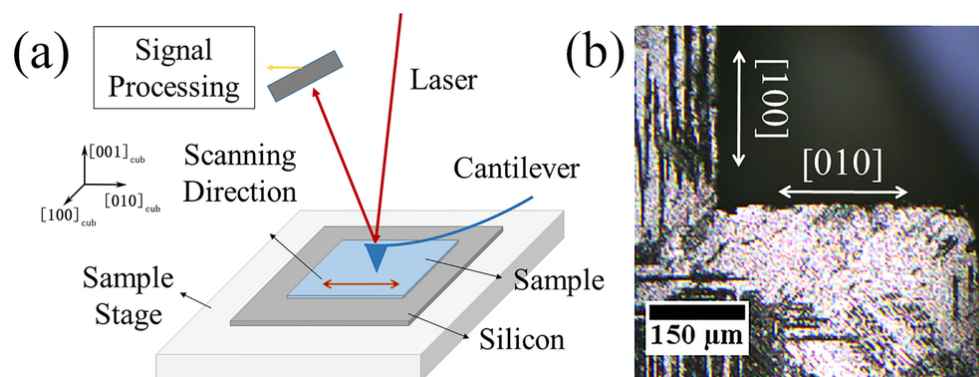 (a)
Signal
Processing
Laser
Scanning
Direction
Cantilever
[001]cub
[010]cub
[100]cub
Sample
Stage
Sample
Silicon
(b)
[100]
[010]
150 μm